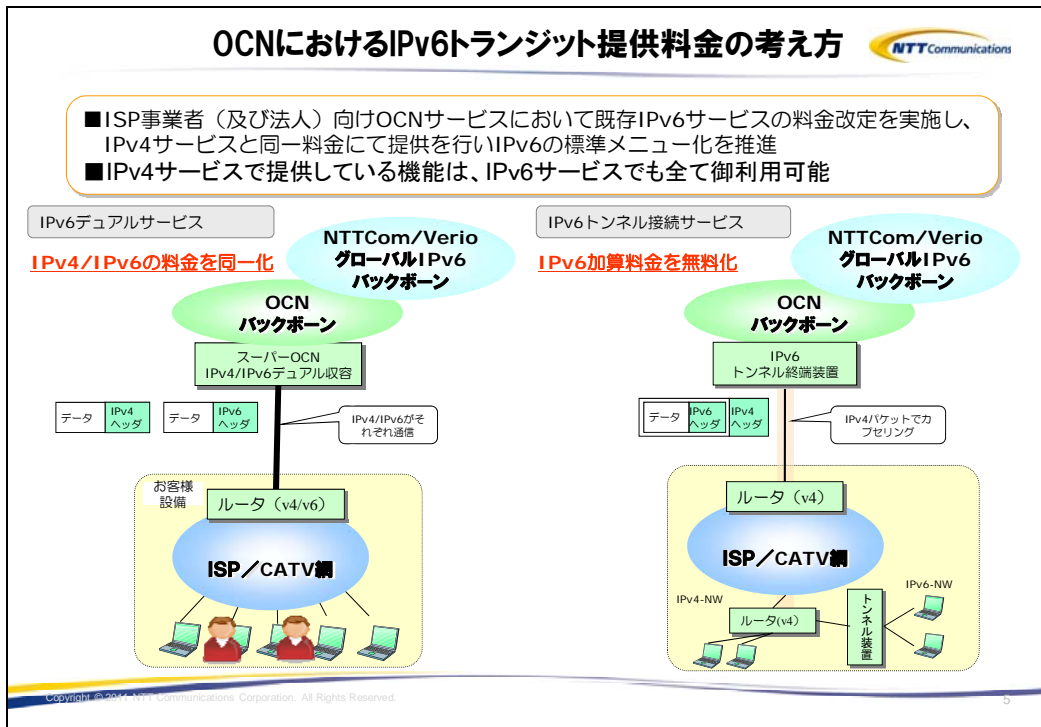 OCNにおけるIPv6トランジット提供料金の考え方
NTT Communications
■ISP事業者（及び法人）向けOCNサービスにおいて既存IPv6サービスの料金改定を実施し、
IPv4サービスと同一料金にて提供を行いIPv6の標準メニュー化を推進
■IPv4サービスで提供している機能は、IPv6サービスでも全て御利用可能
IPv6デュアルサービス
IPv4/IPv6の料金を同一化
NTTCom/Verio
グローバルIPv6
バックボーン
OCN
バックボーン
スーパーOCN
IPv4/IPv6デュアル収容
データ
IPv4
ヘッダ
データ
IPv6
ヘッダ
IPv4/IPv6がそ
れぞれ通信
お客様
設備
ルータ（v4/v6）
ISP／CATV網
IPv6トンネル接続サービス
IPv6加算料金を無料化
NTTCom/Verio
グローバルIPv6
バックボーン
OCN
バックボーン
IPv6
トンネル終端装置
データ
IPv6
ヘッダ
IPv4
ヘッダ
IPv4パケットでカ
プセリング
ルータ（v4）
ISP／CATV網
IPv4-NW
ルータ(v4)
トンネル装置
IPv6-NW
Copyright © 2011 NTT Communications Corporation. All Rights Reserved.
5